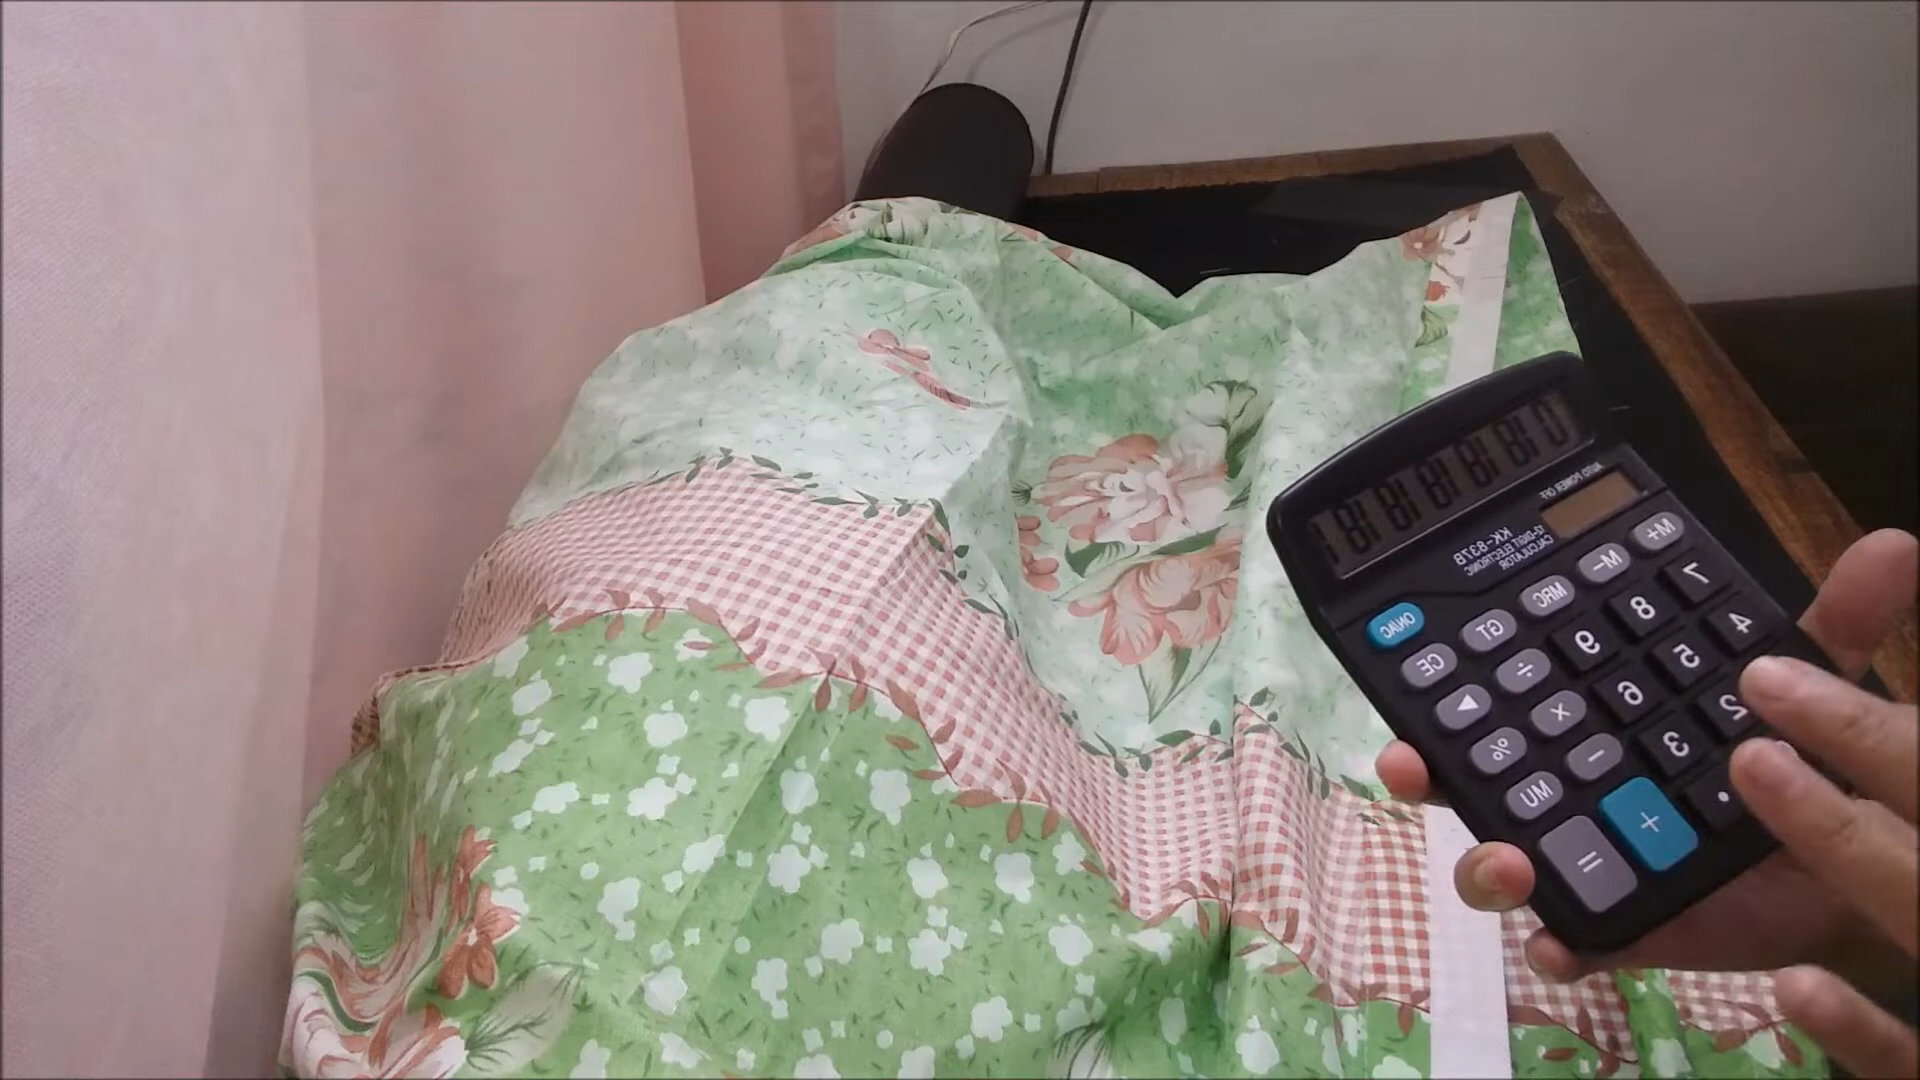 AUTO POWER OFF
KK-837B
12-DIGIT ELECTRONIC
CALCULATOR
ON/AC
M+ M− MRC GT CE
7 8 9 ÷ ▶
4 5 6 × %
2 3 − MU
. + =